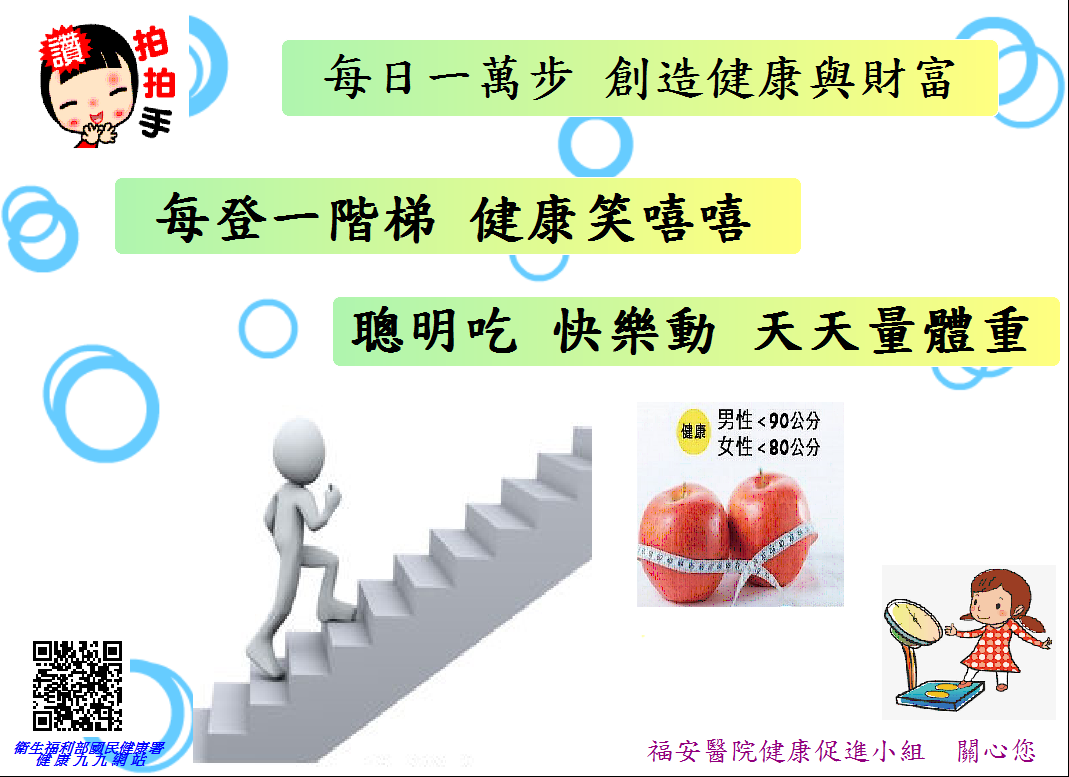 讚
拍拍手
每日一萬步 創造健康與財富
每登一階梯 健康笑嘻嘻
聰明吃 快樂動 天天量體重
健康
男性<90公分
女性<80公分
衛生福利部國民健康署
健康九九網站
福安醫院健康促進小組 關心您